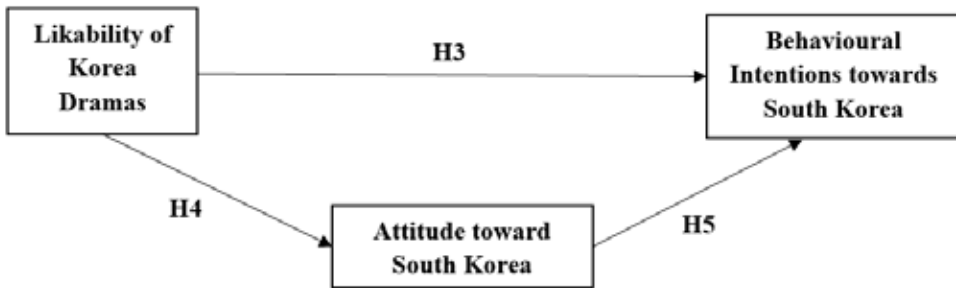 Likability of
Korea
Dramas
H3
Behavioural
Intentions towards
South Korea
H4
Attitude toward
South Korea
H5